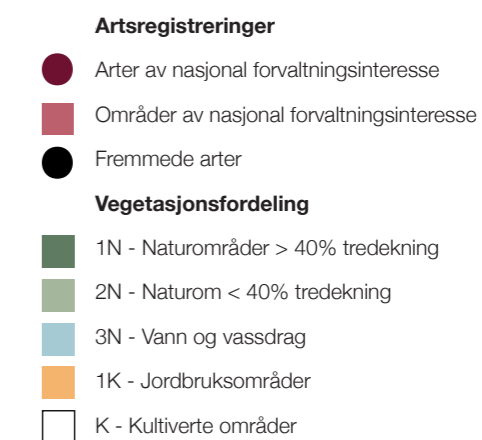 Artsregistreringer
Arter av nasjonal forvaltningsinteresse
Områder av nasjonal forvaltningsinteresse
Fremmede arter
Vegetasjonsfordeling
1N - Naturområder > 40% tredekning
2N - Naturom < 40% tredekning
3N - Vann og vassdrag
1K - Jordbruksområder
K - Kultiverte områder